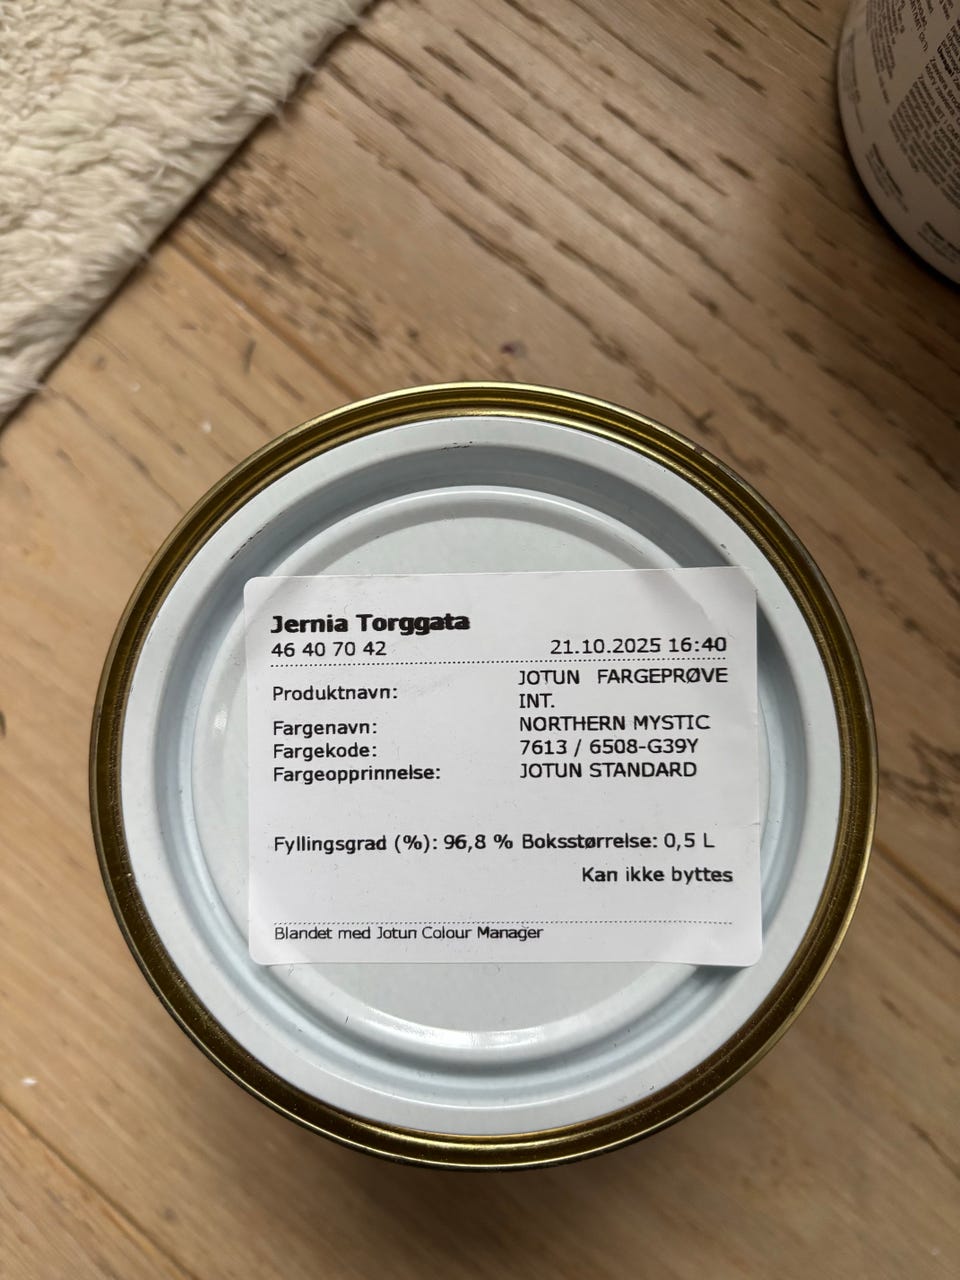 Jernia Torggata
46 40 70 42 21.10.2025 16:40
Produktnavn: JOTUN FARGEPRØVE
INT.
Fargenavn: NORTHERN MYSTIC
Fargekode: 7613 / 6508-G39Y
Fargeopprinnelse: JOTUN STANDARD
Fyllingsgrad (%): 96,8 % Boksstørrelse: 0,5 L
Kan ikke byttes
Blandet med Jotun Colour Manager